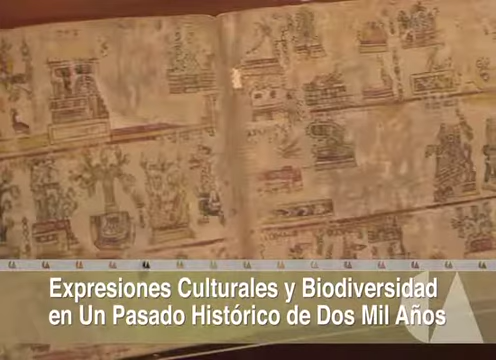 Expresiones Culturales y Biodiversidad
en Un Pasado Histórico de Dos Mil Años